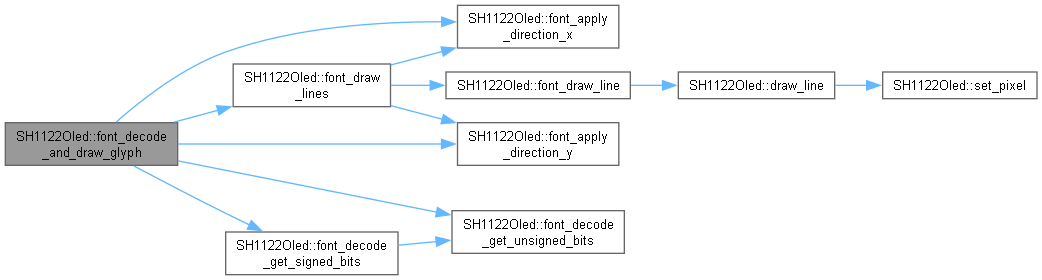 SH1122Oled::font_decode
_and_draw_glyph
SH1122Oled::font_apply
_direction_x
SH1122Oled::font_draw
_lines
SH1122Oled::font_draw_line
SH1122Oled::draw_line
SH1122Oled::set_pixel
SH1122Oled::font_apply
_direction_y
SH1122Oled::font_decode
_get_unsigned_bits
SH1122Oled::font_decode
_get_signed_bits